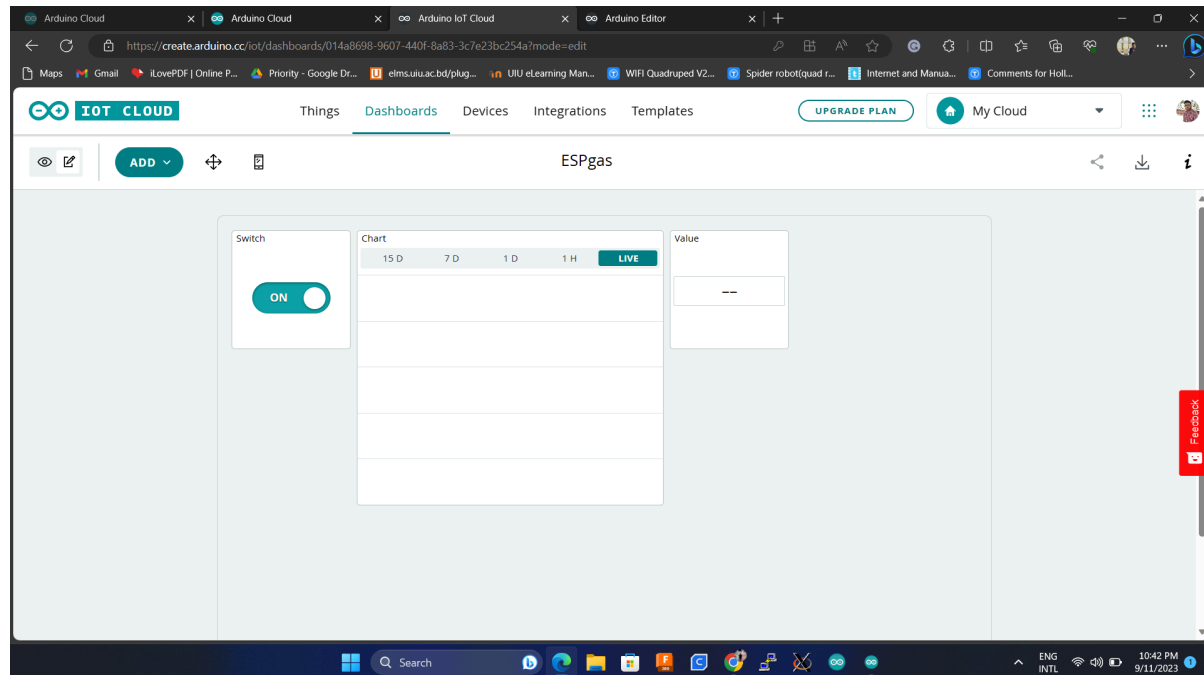 Arduino Cloud
Arduino Cloud
Arduino IoT Cloud
Arduino Editor
https://create.arduino.cc/iot/dashboards/014a8698-9607-440f-8a83-3c7e23bc254a?mode=edit
Maps Gmail iLovePDF | Online P... Priority - Google Dr... elms.uiu.ac.bd/plug... UIU eLearning Man... WIFI Quadruped V2... Spider robot(quad r... Internet and Manua... Comments for Holl...
IOT CLOUD
Things Dashboards Devices Integrations Templates
UPGRADE PLAN
My Cloud
ADD
ESPgas
Switch
ON
Chart
15 D 7 D 1 D 1 H LIVE
Value
--
Feedback
Search
ENG
INTL
10:42 PM
9/11/2023
1